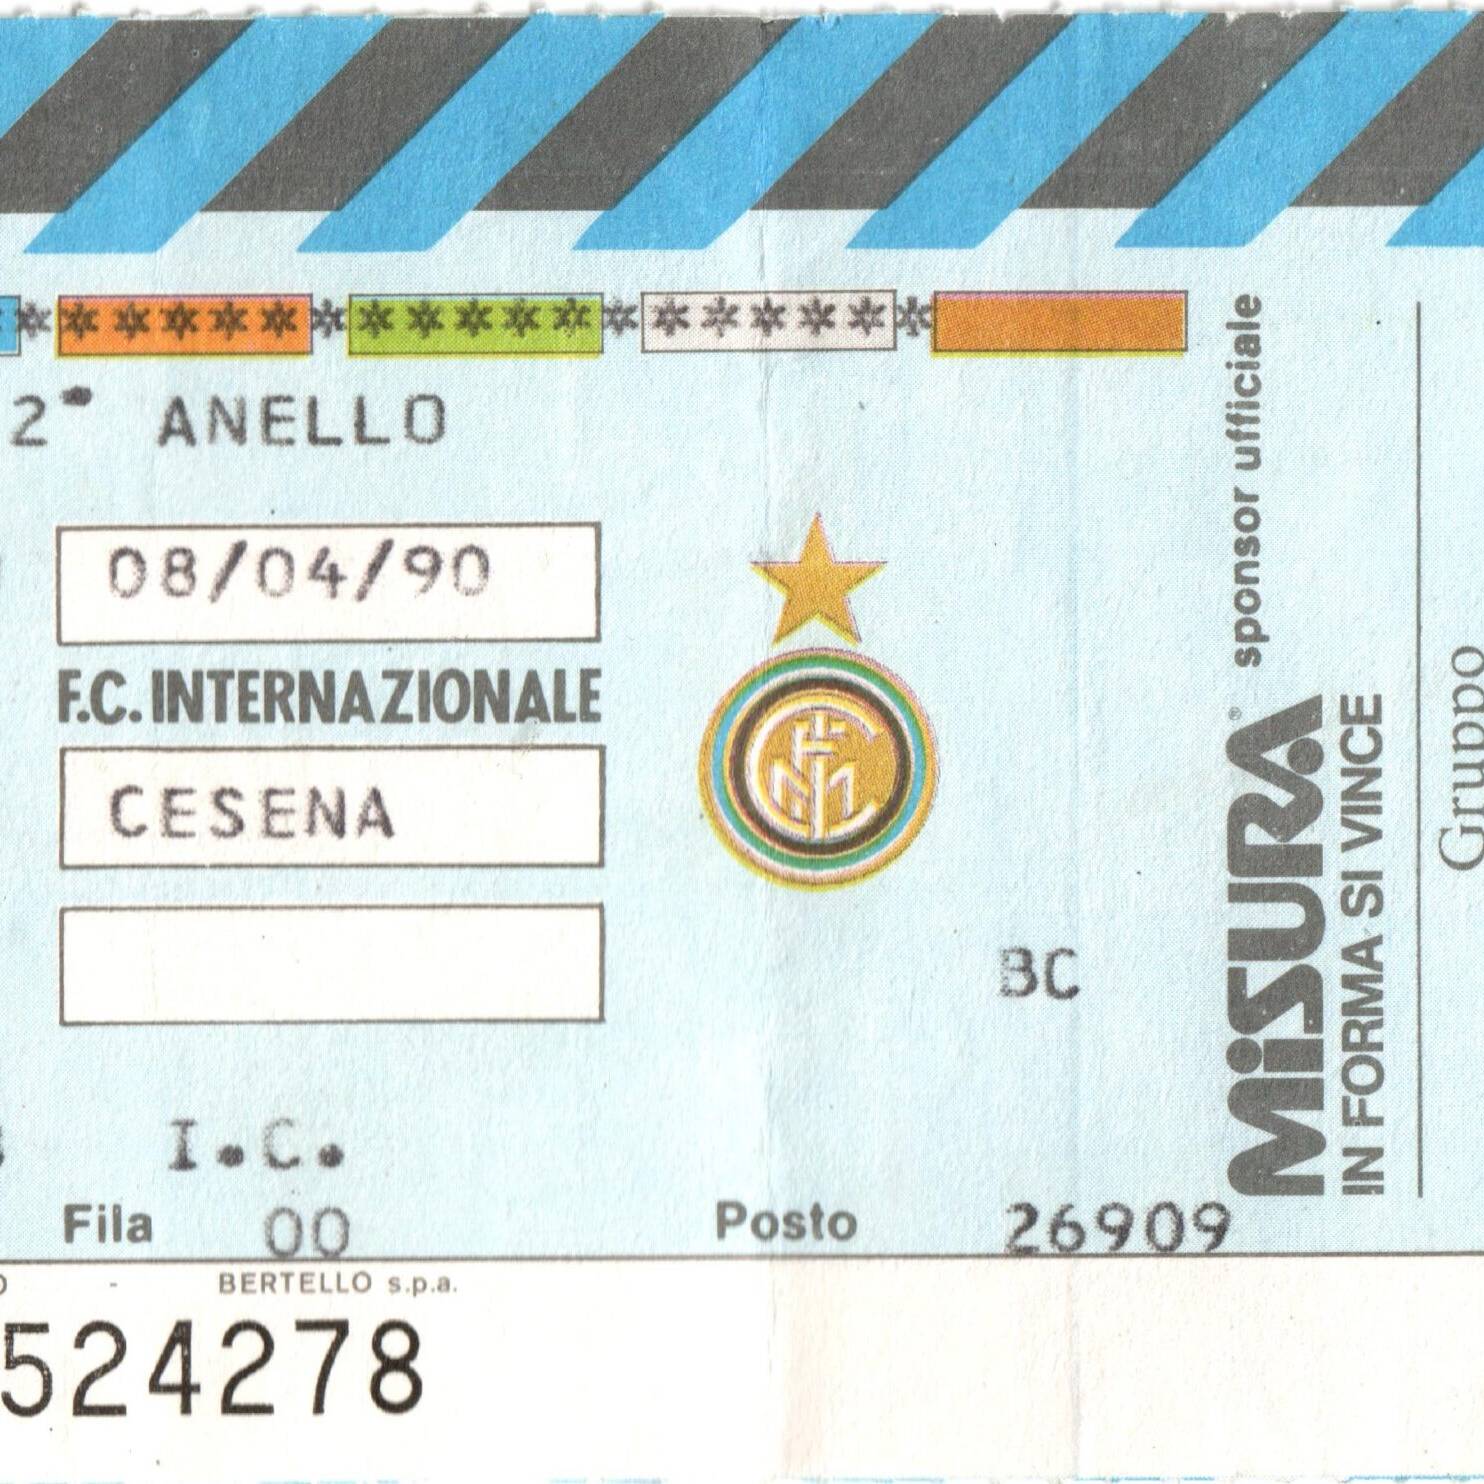 * ***** * ***** * ***** *
2° ANELLO
08/04/90
F.C. INTERNAZIONALE
CESENA
BC
I.C.
Fila 00 Posto 26909
- BERTELLO s.p.a.
524278
sponsor ufficiale
MiSURA®
IN FORMA SI VINCE
Gruppo